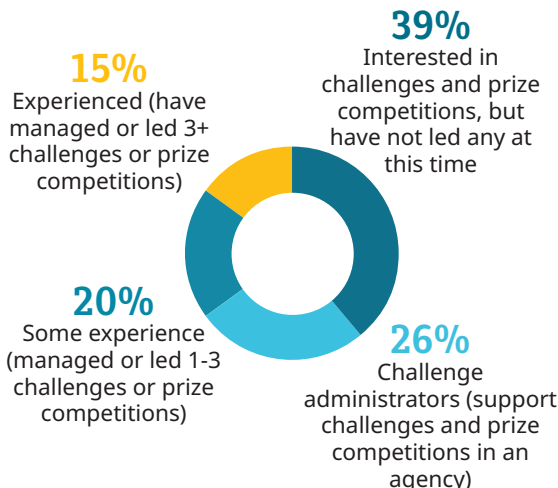 39%
Interested in
challenges and prize
competitions, but
have not led any at
this time
15%
Experienced (have
managed or led 3+
challenges or prize
competitions)
20%
Some experience
(managed or led 1-3
challenges or prize
competitions)
26%
Challenge
administrators (support
challenges and prize
competitions in an
agency)